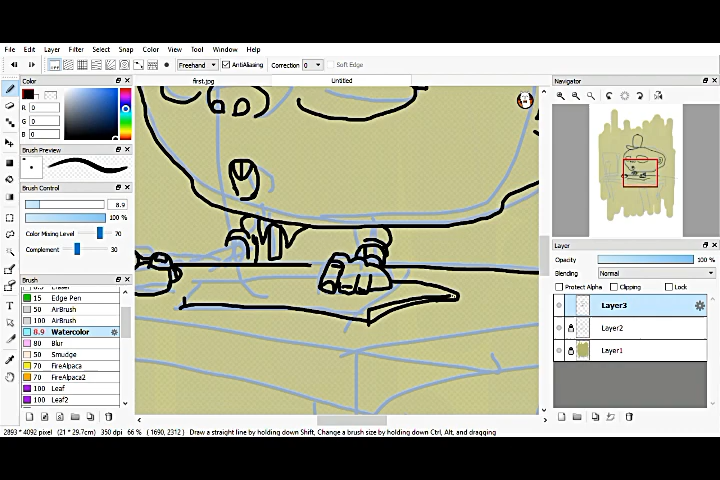 File Edit Layer Filter Select Snap Color View Tool Window Help
Freehand AntiAliasing Correction 0 Soft Edge
Color first.jpg Untitled Navigator
R 0
G 0
B 0
Brush Preview
Brush Control
8.9
100 %
Color Mixing Level 70
Complement 30
Layer
Opacity 100 %
Blending Normal
Protect Alpha Clipping Lock
Layer3
Layer2
Layer1
Brush
15 Edge Pen
50 AirBrush
100 AirBrush
8.9 Watercolor
80 Blur
50 Smudge
70 FireAlpaca
70 FireAlpaca2
100 Leaf
100 Leaf2
2893 * 4092 pixel (21 * 29.7cm) 350 dpi 66 % ( 1690, 2312 ) Draw a straight line by holding down Shift, Change a brush size by holding down Ctrl, Alt, and dragging